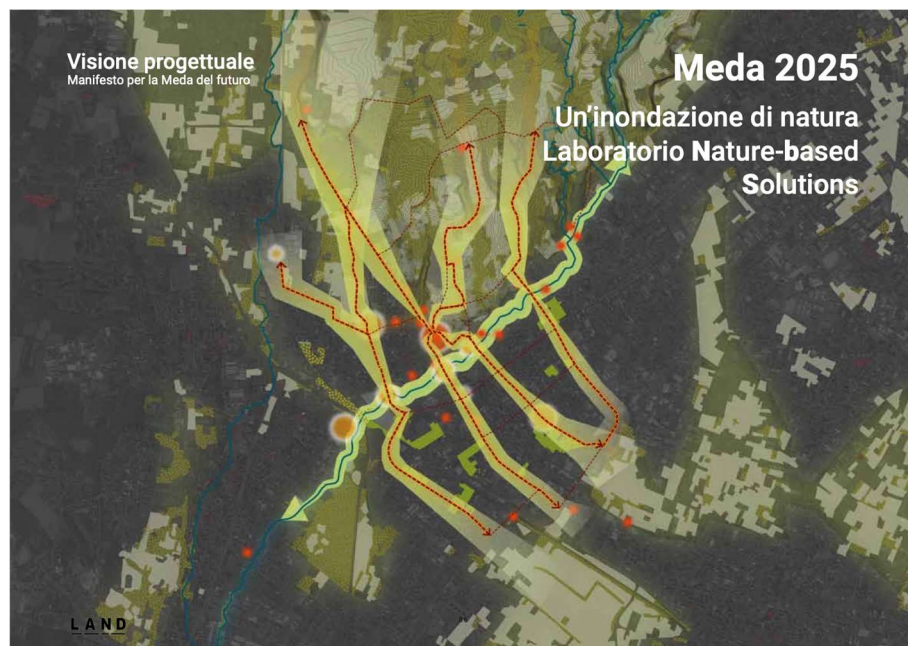 Visione progettuale
Manifesto per la Meda del futuro
Meda 2025
Un'inondazione di natura
Laboratorio Nature-based
Solutions
LAND